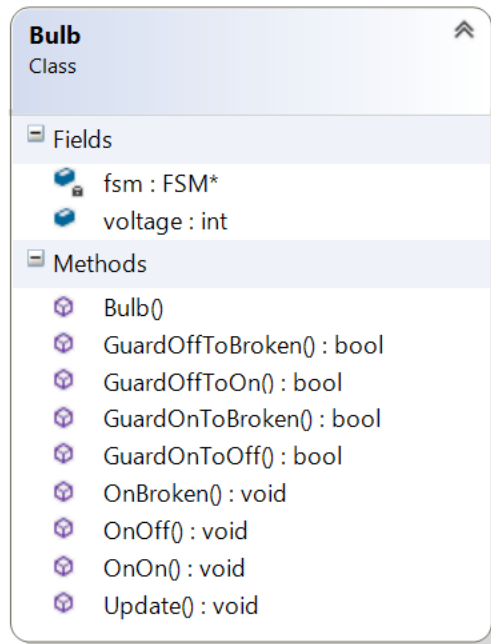 Bulb
Class
Fields
fsm : FSM*
voltage : int
Methods
Bulb()
GuardOffToBroken() : bool
GuardOffToOn() : bool
GuardOnToBroken() : bool
GuardOnToOff() : bool
OnBroken() : void
OnOff() : void
OnOn() : void
Update() : void